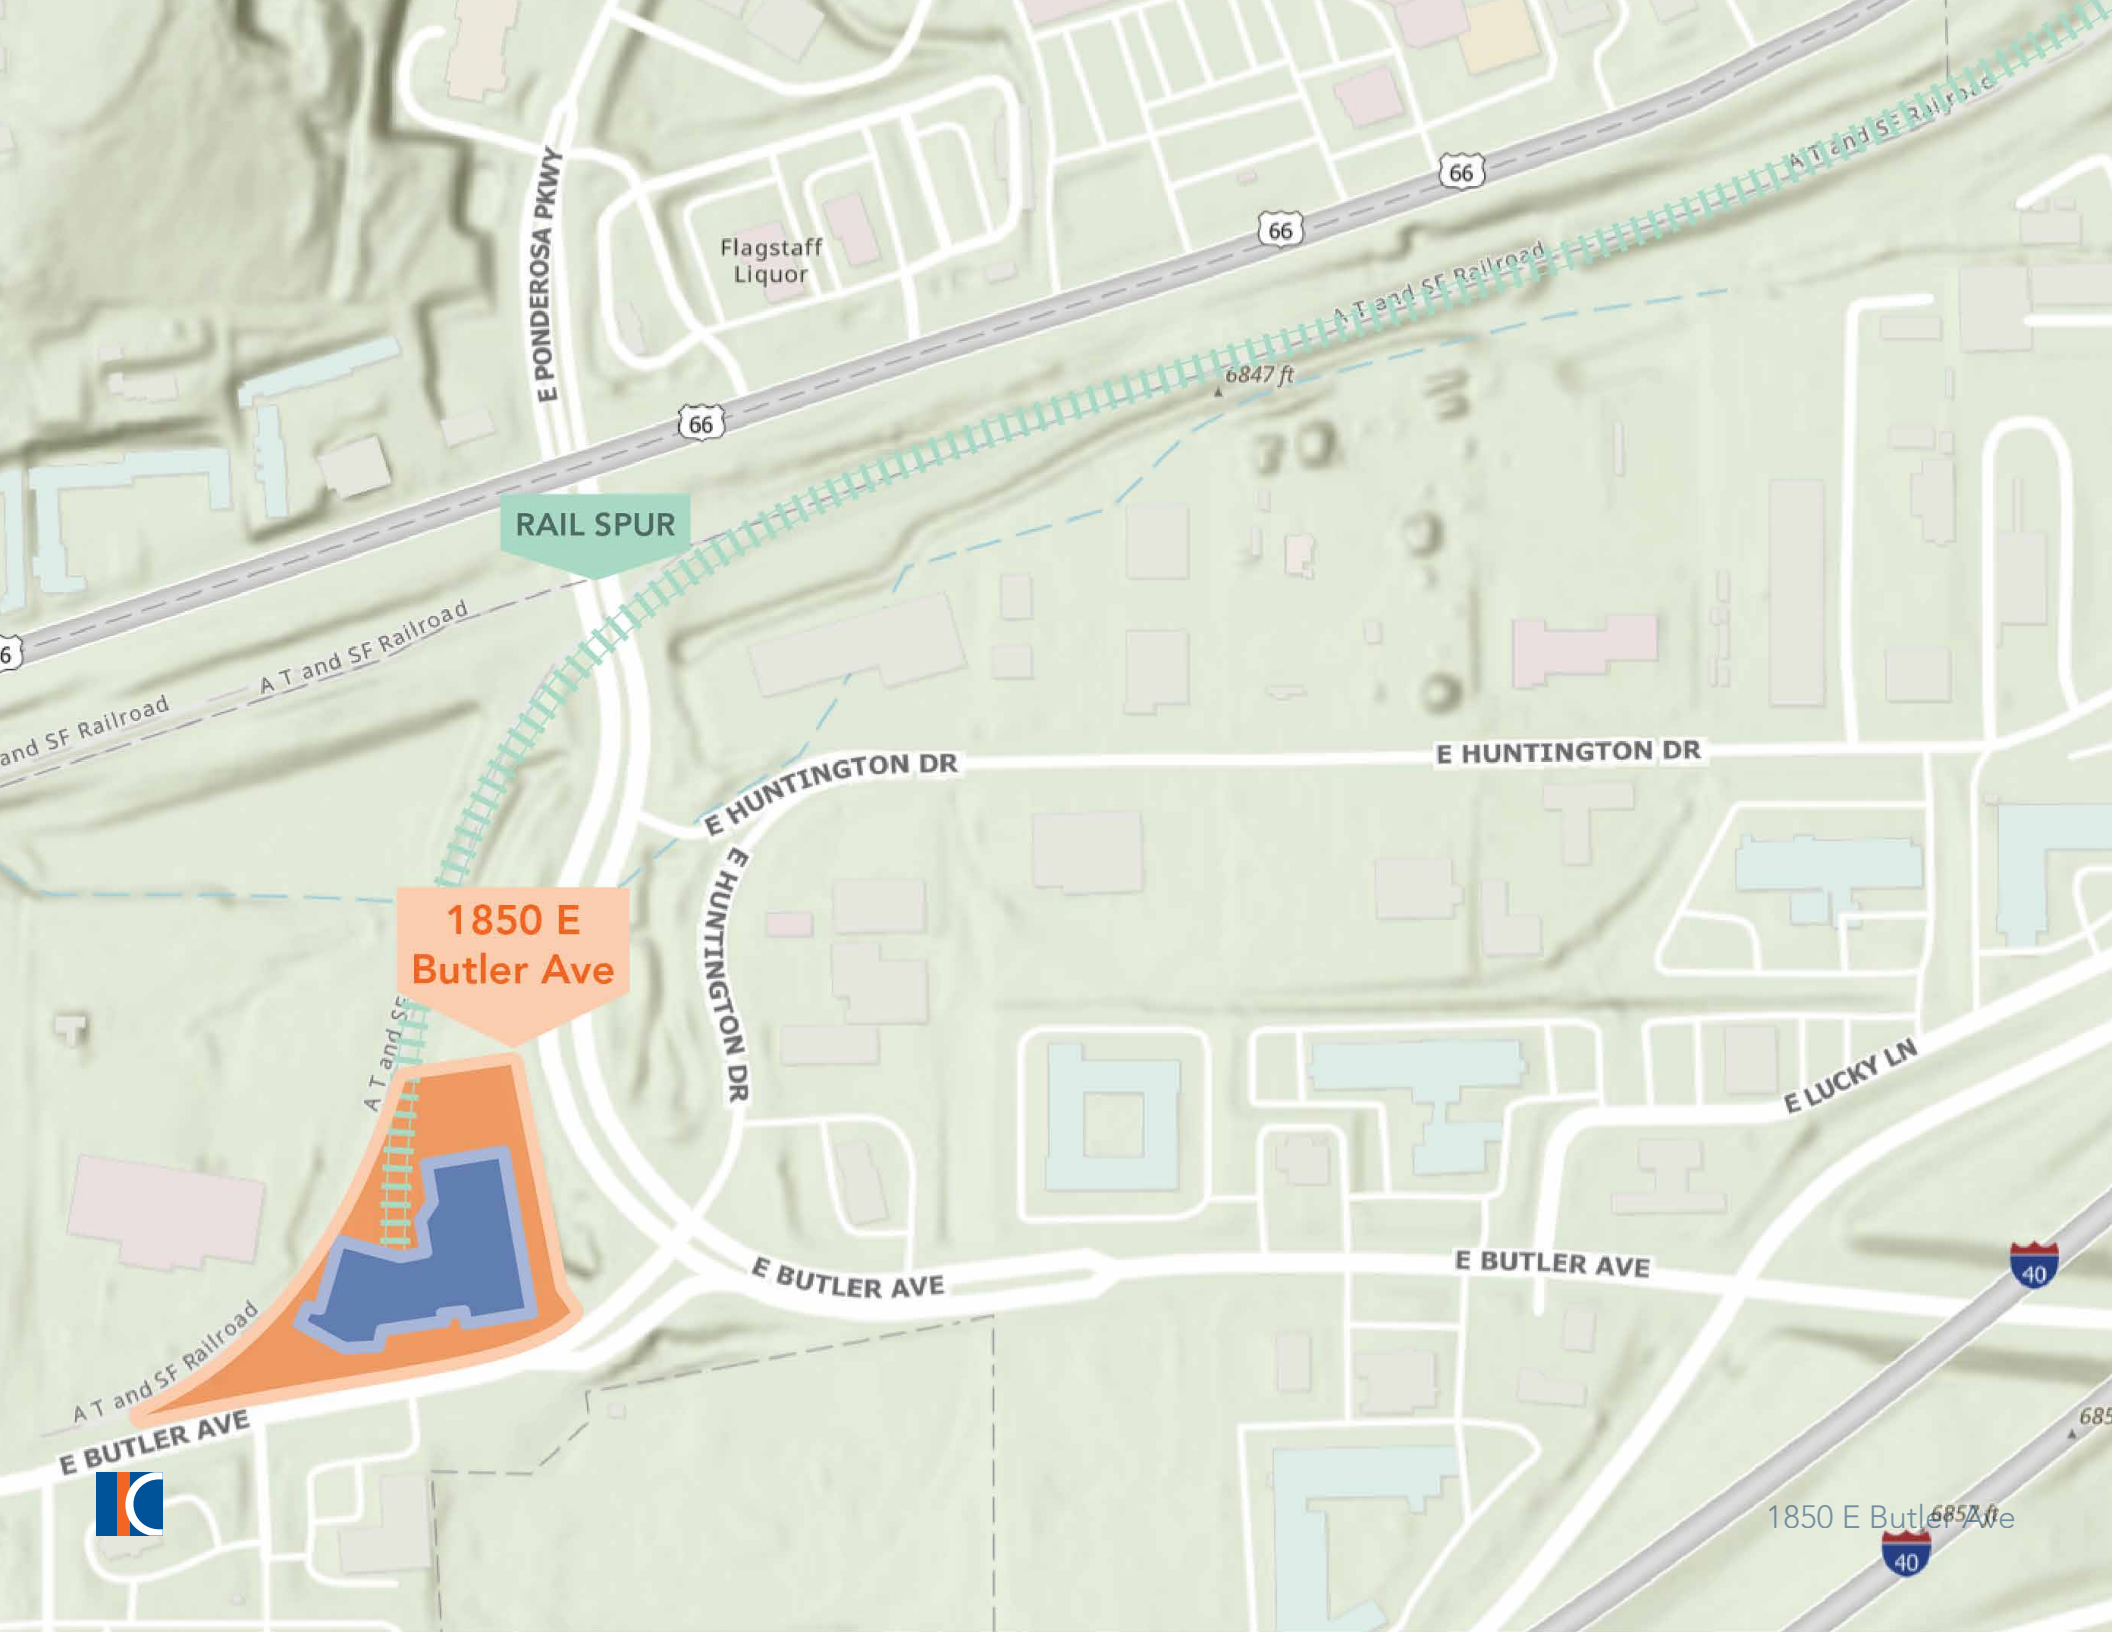 E PONDEROSA PKWY
Flagstaff
Liquor
66
66
66
6
A T and SF Railroad
A T and SF Railroad
6847 ft
RAIL SPUR
A T and SF Railroad
and SF Railroad
E HUNTINGTON DR
E HUNTINGTON DR
E HUNTINGTON DR
1850 E
Butler Ave
A T and SF
A T and SF Railroad
E BUTLER AVE
E BUTLER AVE
E BUTLER AVE
E LUCKY LN
40
685
1850 E Butler Ave
40